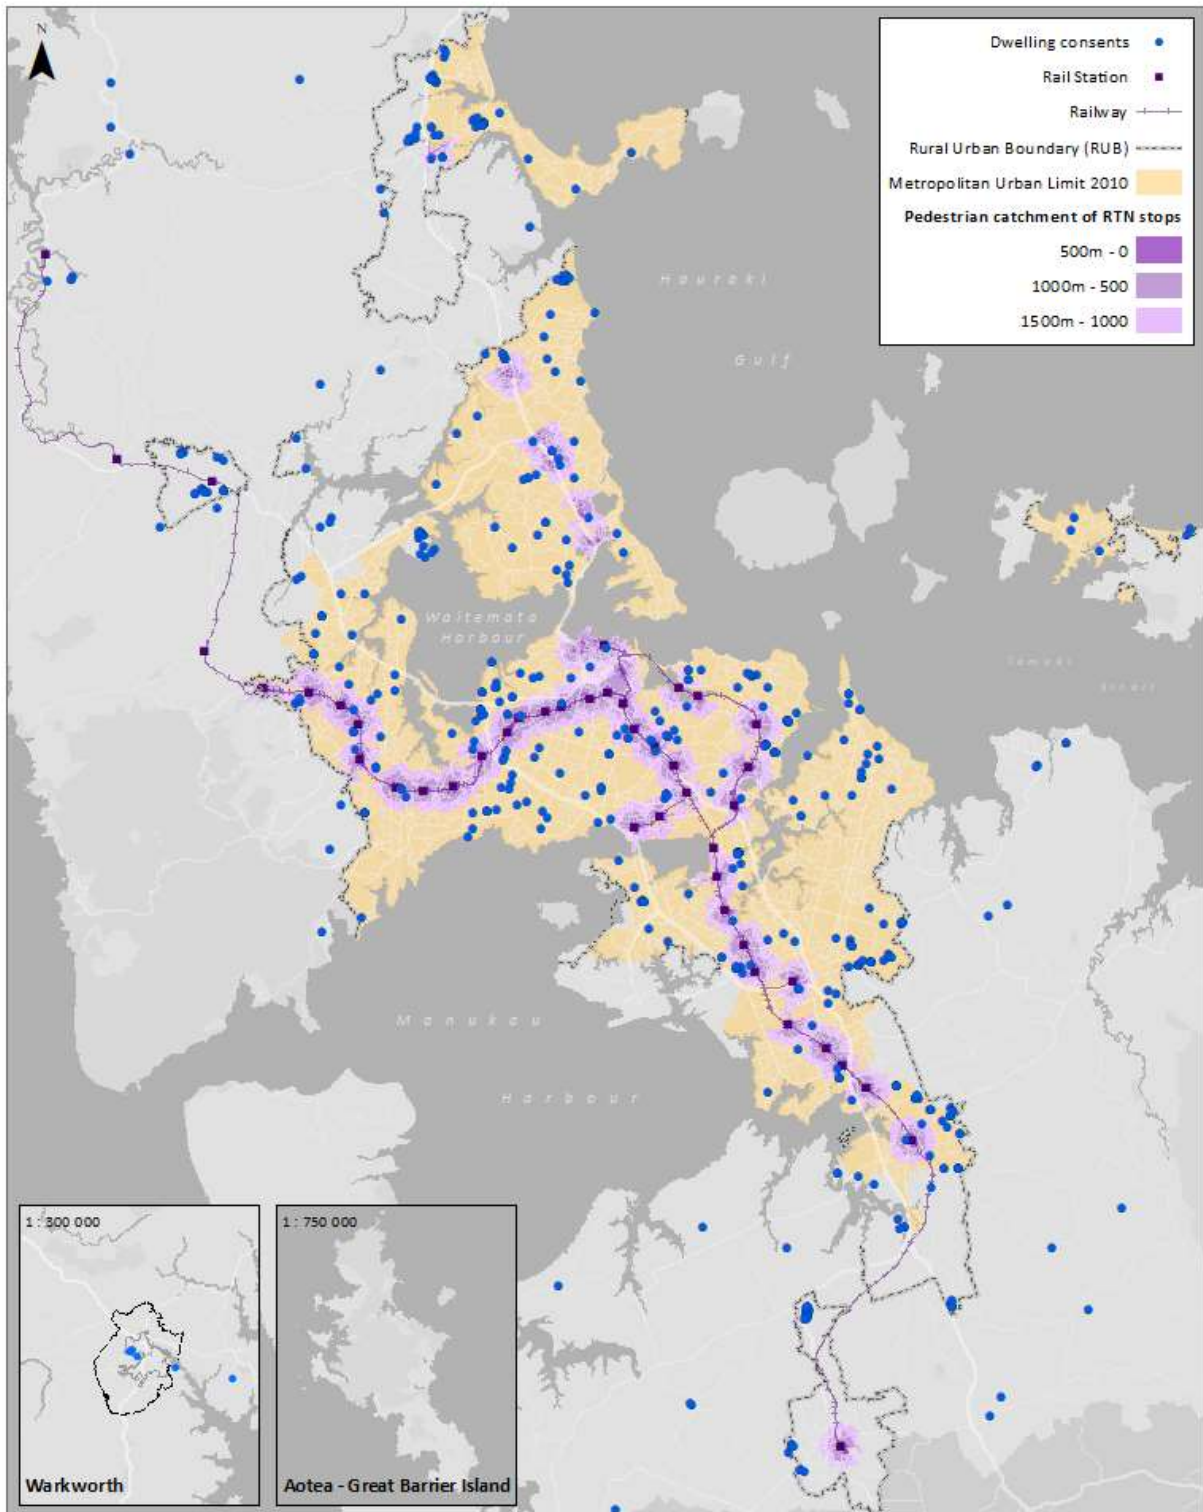 N
Dwelling consents
Rail Station
Railway
Rural Urban Boundary (RUB)
Metropolitan Urban Limit 2010
Pedestrian catchment of RTN stops
500m - 0
1000m - 500
1500m - 1000
Hauraki
Gulf
Waitemata
Harbour
Tamaki
Strait
Manukau
Harbour
1 : 300 000
Warkworth
1 : 750 000
Aotea - Great Barrier Island